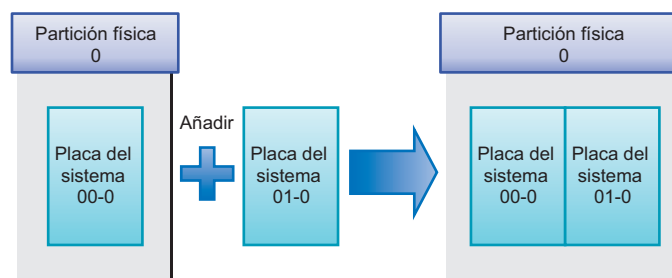 Partición física
0
Placa del
sistema
00-0
Añadir
Placa del
sistema
01-0
Partición física
0
Placa del
sistema
00-0
Placa del
sistema
01-0